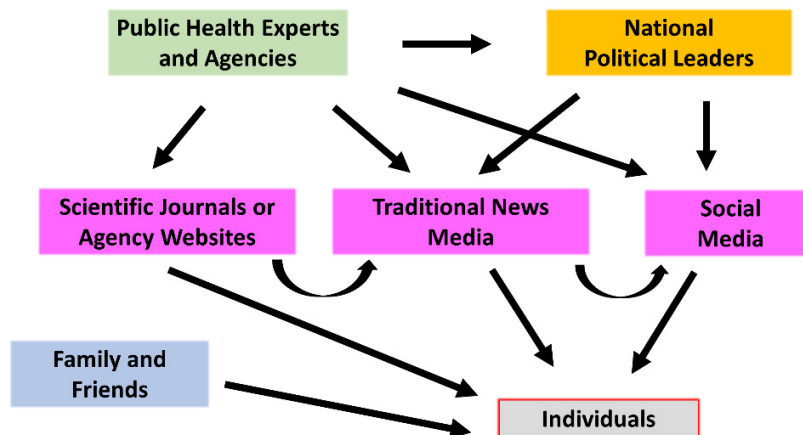 Public Health Experts
and Agencies
National
Political Leaders
Scientific Journals or
Agency Websites
Traditional News
Media
Social
Media
Family and
Friends
Individuals